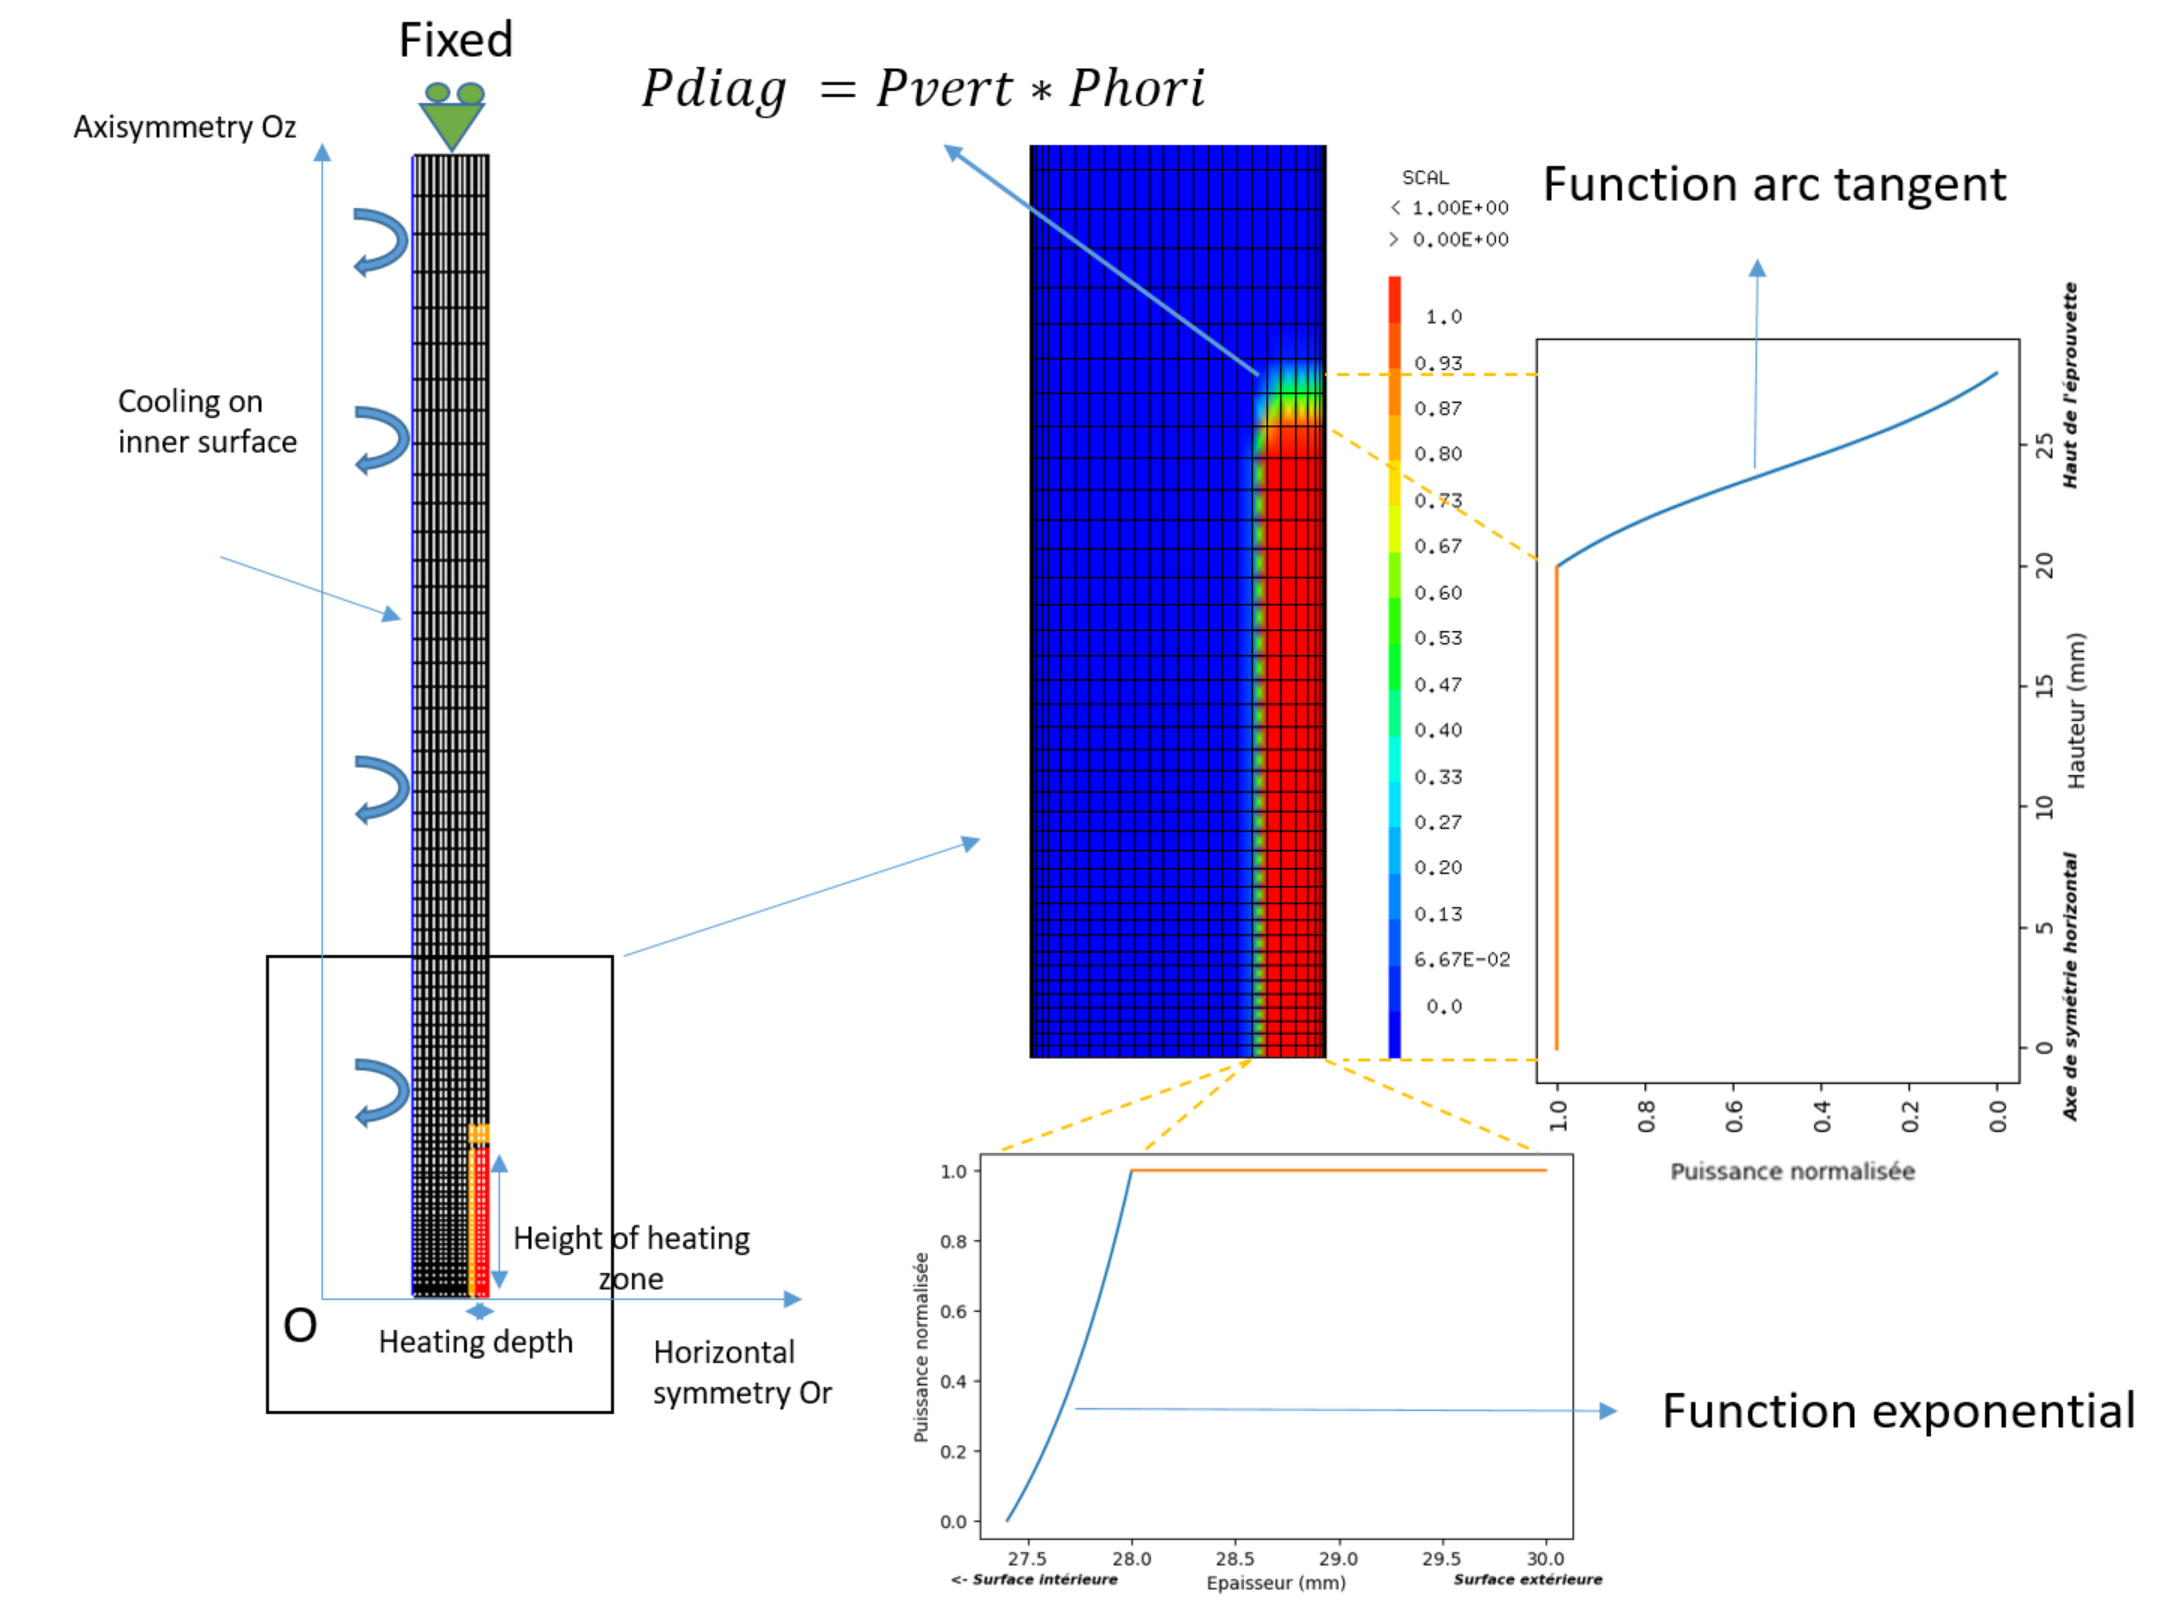 Fixed
Pdiag = Pvert ∗ Phori
Axisymmetry Oz
Function arc tangent
SCAL
< 1.00E+00
> 0.00E+00
1.0
0.93
0.87
0.80
0.73
0.67
0.60
0.53
0.47
0.40
0.33
0.27
0.20
0.13
6.67E-02
0.0
Cooling on
inner surface
Haut de l'éprouvette
Hauteur (mm)
Axe de symétrie horizontal
25
20
15
10
5
0
1.0
0.8
0.6
0.4
0.2
0.0
Puissance normalisée
Height of heating
zone
O
Heating depth
Horizontal
symmetry Or
Puissance normalisée
1.0
0.8
0.6
0.4
0.2
0.0
Function exponential
27.5
28.0
28.5
29.0
29.5
30.0
<- Surface intérieure
Epaisseur (mm)
Surface extérieure